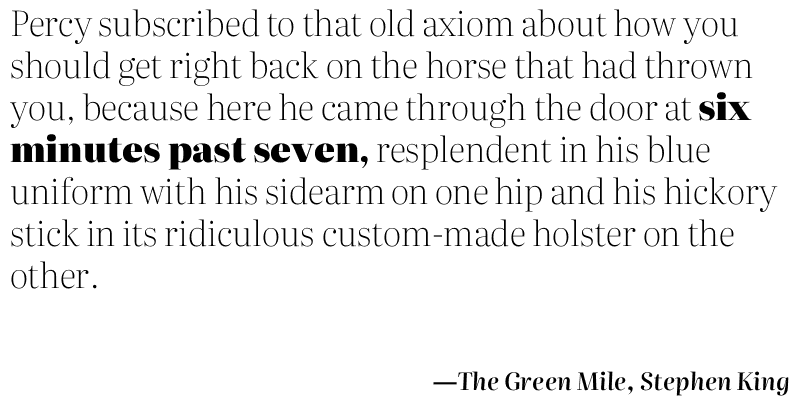 Percy subscribed to that old axiom about how you
should get right back on the horse that had thrown
you, because here he came through the door at six
minutes past seven, resplendent in his blue
uniform with his sidearm on one hip and his hickory
stick in its ridiculous custom-made holster on the
other.
—The Green Mile, Stephen King